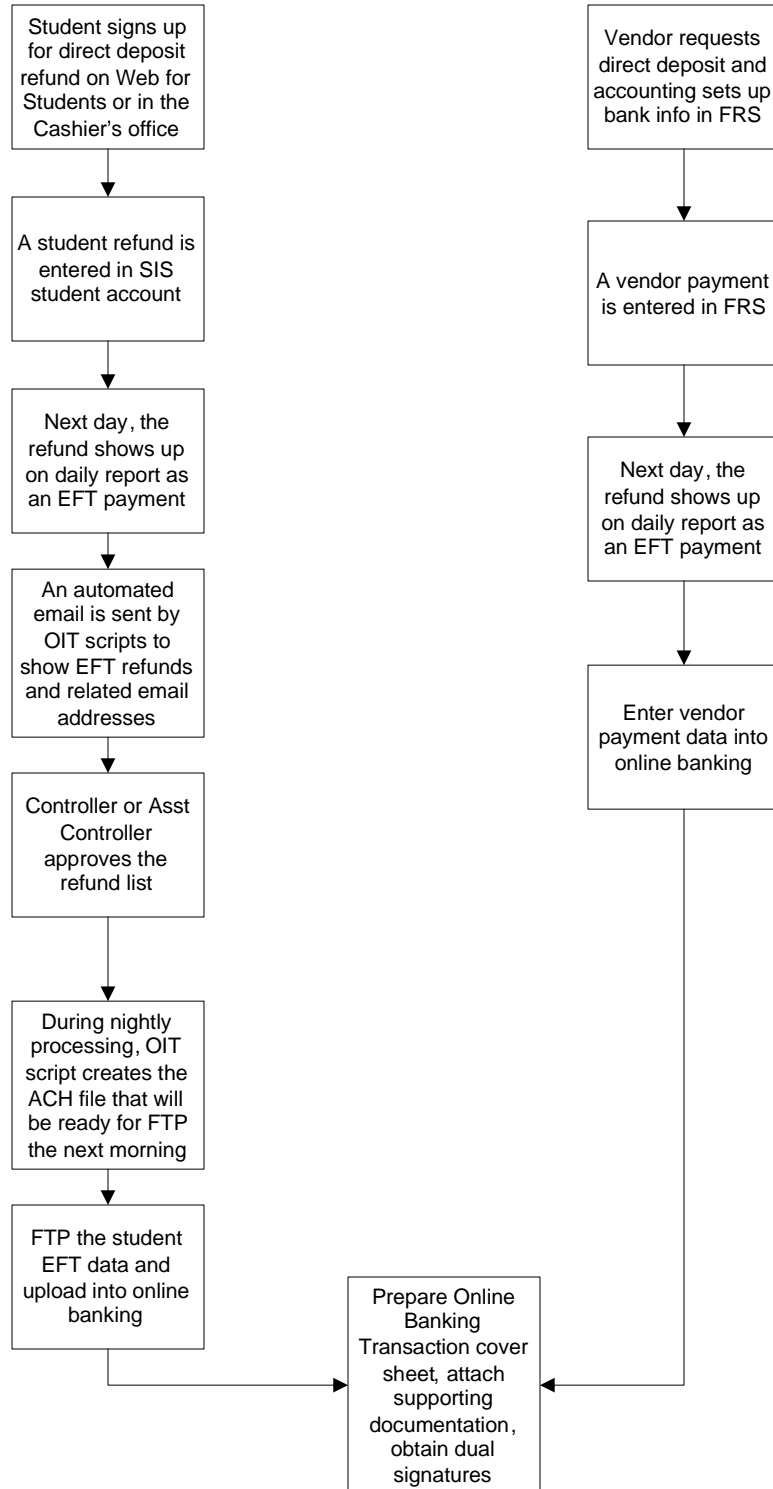 Student signs up
for direct deposit
refund on Web for
Students or in the
Cashier's office
A student refund is
entered in SIS
student account
Next day, the
refund shows up
on daily report as
an EFT payment
An automated
email is sent by
OIT scripts to
show EFT refunds
and related email
addresses
Controller or Asst
Controller
approves the
refund list
During nightly
processing, OIT
script creates the
ACH file that will
be ready for FTP
the next morning
FTP the student
EFT data and
upload into online
banking
Vendor requests
direct deposit and
accounting sets up
bank info in FRS
A vendor payment
is entered in FRS
Next day, the
refund shows up
on daily report as
an EFT payment
Enter vendor
payment data into
online banking
Prepare Online
Banking
Transaction cover
sheet, attach
supporting
documentation,
obtain dual
signatures